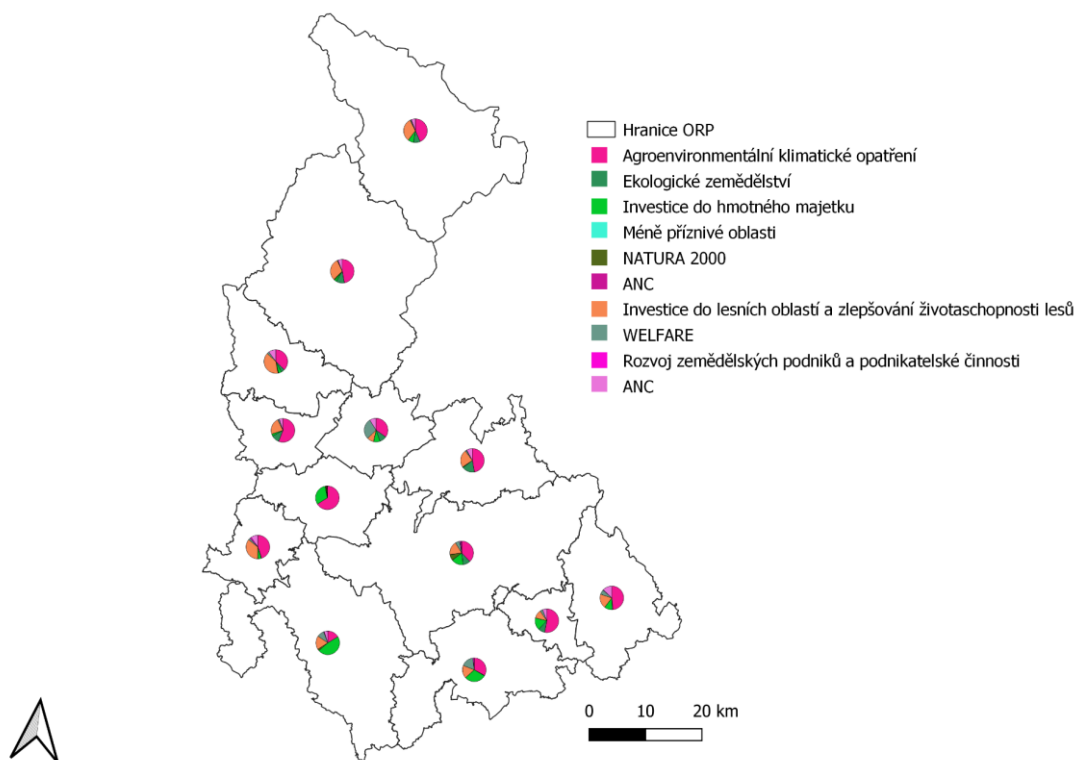 Hranice ORP
Agroenvironmentální klimatické opatření
Ekologické zemědělství
Investice do hmotného majetku
Méně příznivé oblasti
NATURA 2000
ANC
Investice do lesních oblastí a zlepšování životaschopnosti lesů
WELFARE
Rozvoj zemědělských podniků a podnikatelské činnosti
ANC
0 10 20 km